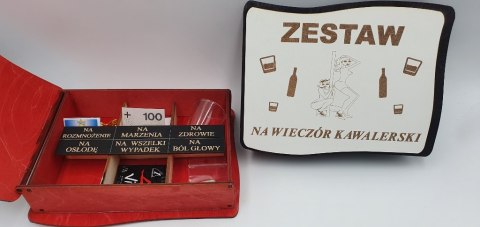 ZESTAW
NA WIECZÓR KAWALERSKI
+ 100
NA
ROZMNOŻENIE
NA
MARZENIA
NA
ZDROWIE
NA
OSŁODĘ
NA WSZELKI
WYPADEK
NA
BÓL GŁOWY